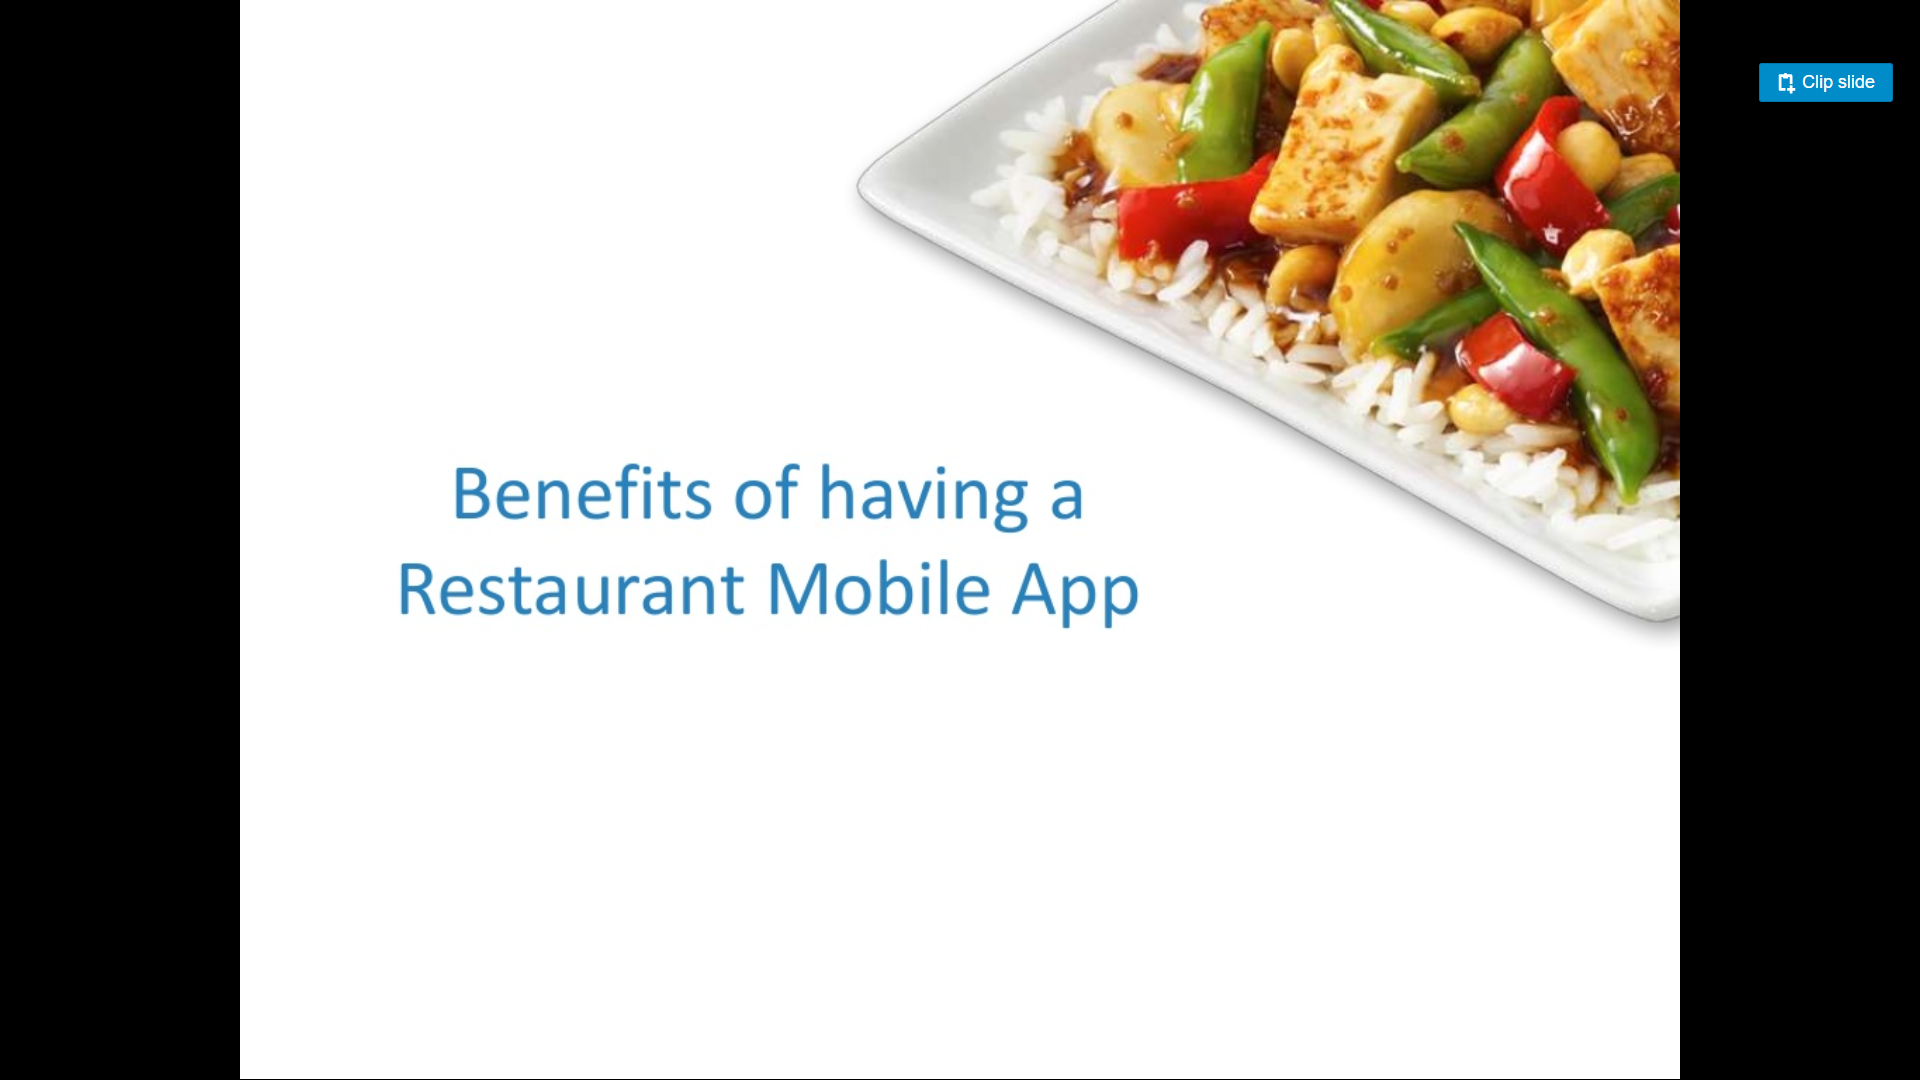 Clip slide
Benefits of having a
Restaurant Mobile App